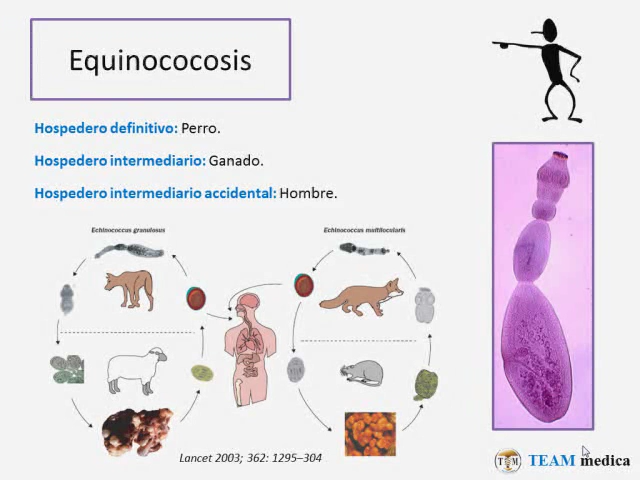 Equinococosis
Hospedero definitivo: Perro.
Hospedero intermediario: Ganado.
Hospedero intermediario accidental: Hombre.
Echinococcus granulosus
Echinococcus multilocularis
Lancet 2003; 362: 1295–304
TEAM medica